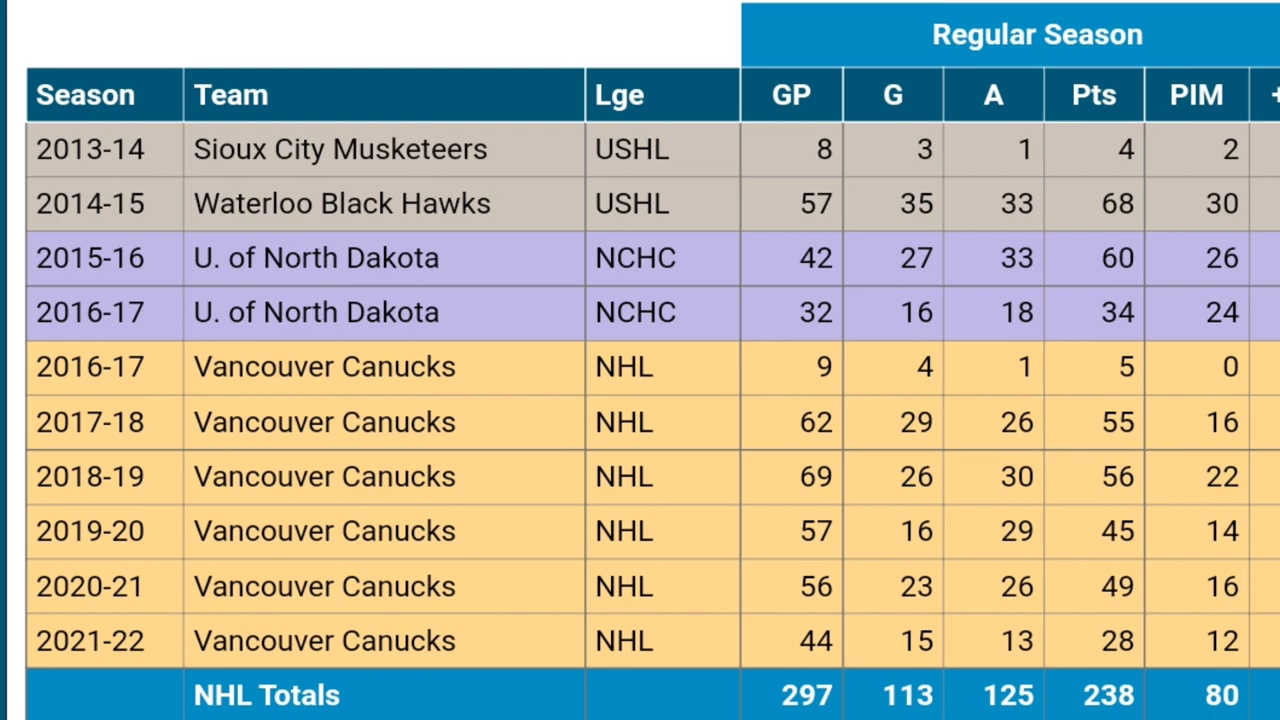 Regular Season
Season Team Lge GP G A Pts PIM +
2013-14 Sioux City Musketeers USHL 8 3 1 4 2
2014-15 Waterloo Black Hawks USHL 57 35 33 68 30
2015-16 U. of North Dakota NCHC 42 27 33 60 26
2016-17 U. of North Dakota NCHC 32 16 18 34 24
2016-17 Vancouver Canucks NHL 9 4 1 5 0
2017-18 Vancouver Canucks NHL 62 29 26 55 16
2018-19 Vancouver Canucks NHL 69 26 30 56 22
2019-20 Vancouver Canucks NHL 57 16 29 45 14
2020-21 Vancouver Canucks NHL 56 23 26 49 16
2021-22 Vancouver Canucks NHL 44 15 13 28 12
NHL Totals 297 113 125 238 80